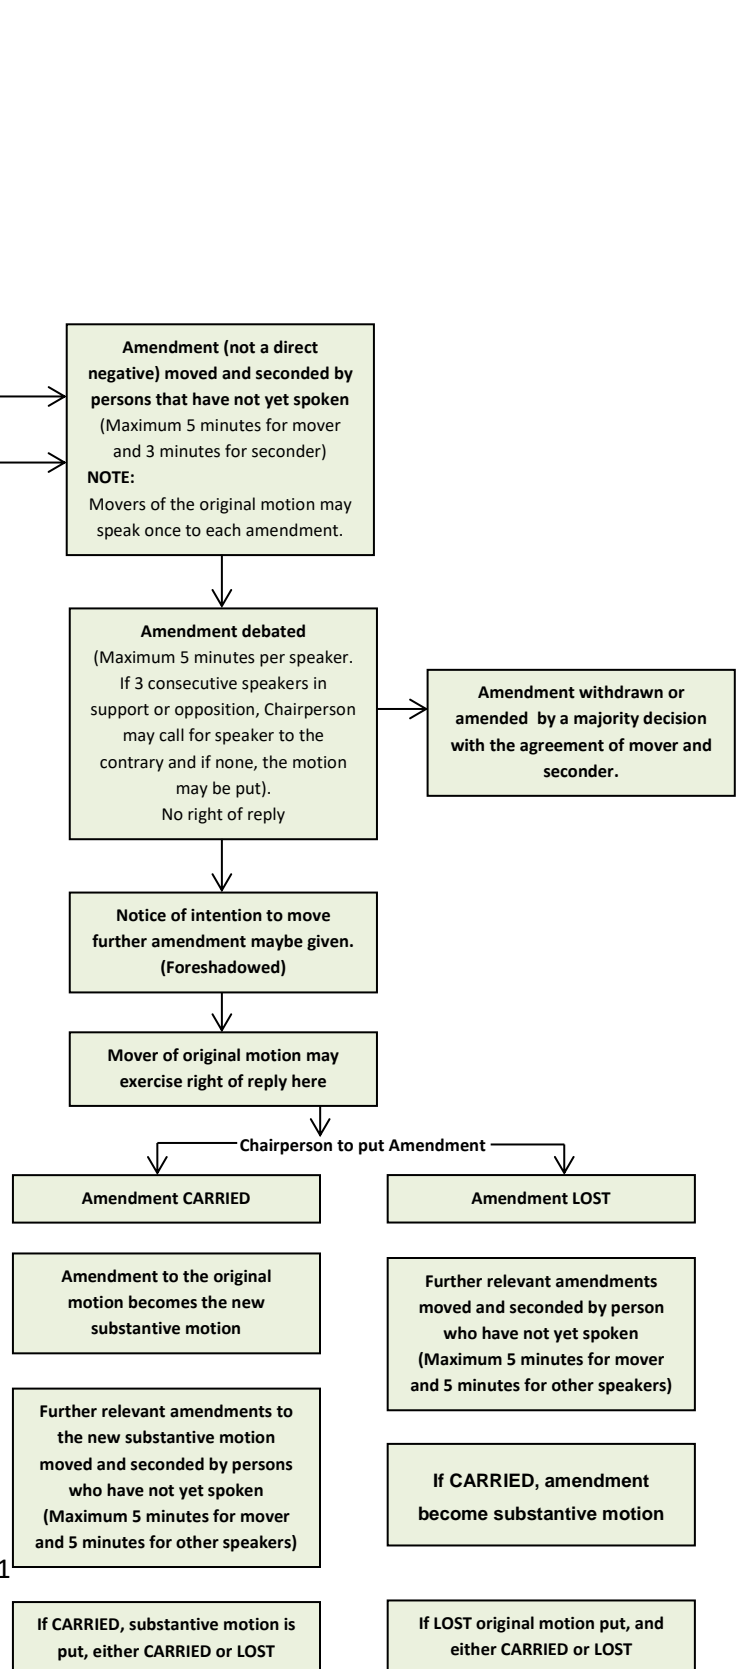 Amendment (not a direct
negative) moved and seconded by
persons that have not yet spoken
(Maximum 5 minutes for mover
and 3 minutes for seconder)
NOTE:
Movers of the original motion may
speak once to each amendment.
Amendment debated
(Maximum 5 minutes per speaker.
If 3 consecutive speakers in
support or opposition, Chairperson
may call for speaker to the
contrary and if none, the motion
may be put).
No right of reply
Amendment withdrawn or
amended by a majority decision
with the agreement of mover and
seconder.
Notice of intention to move
further amendment maybe given.
(Foreshadowed)
Mover of original motion may
exercise right of reply here
Chairperson to put Amendment
Amendment CARRIED
Amendment to the original
motion becomes the new
substantive motion
Further relevant amendments to
the new substantive motion
moved and seconded by persons
who have not yet spoken
(Maximum 5 minutes for mover
and 5 minutes for other speakers)
1
If CARRIED, substantive motion is
put, either CARRIED or LOST
Amendment LOST
Further relevant amendments
moved and seconded by person
who have not yet spoken
(Maximum 5 minutes for mover
and 5 minutes for other speakers)
If CARRIED, amendment
become substantive motion
If LOST original motion put, and
either CARRIED or LOST